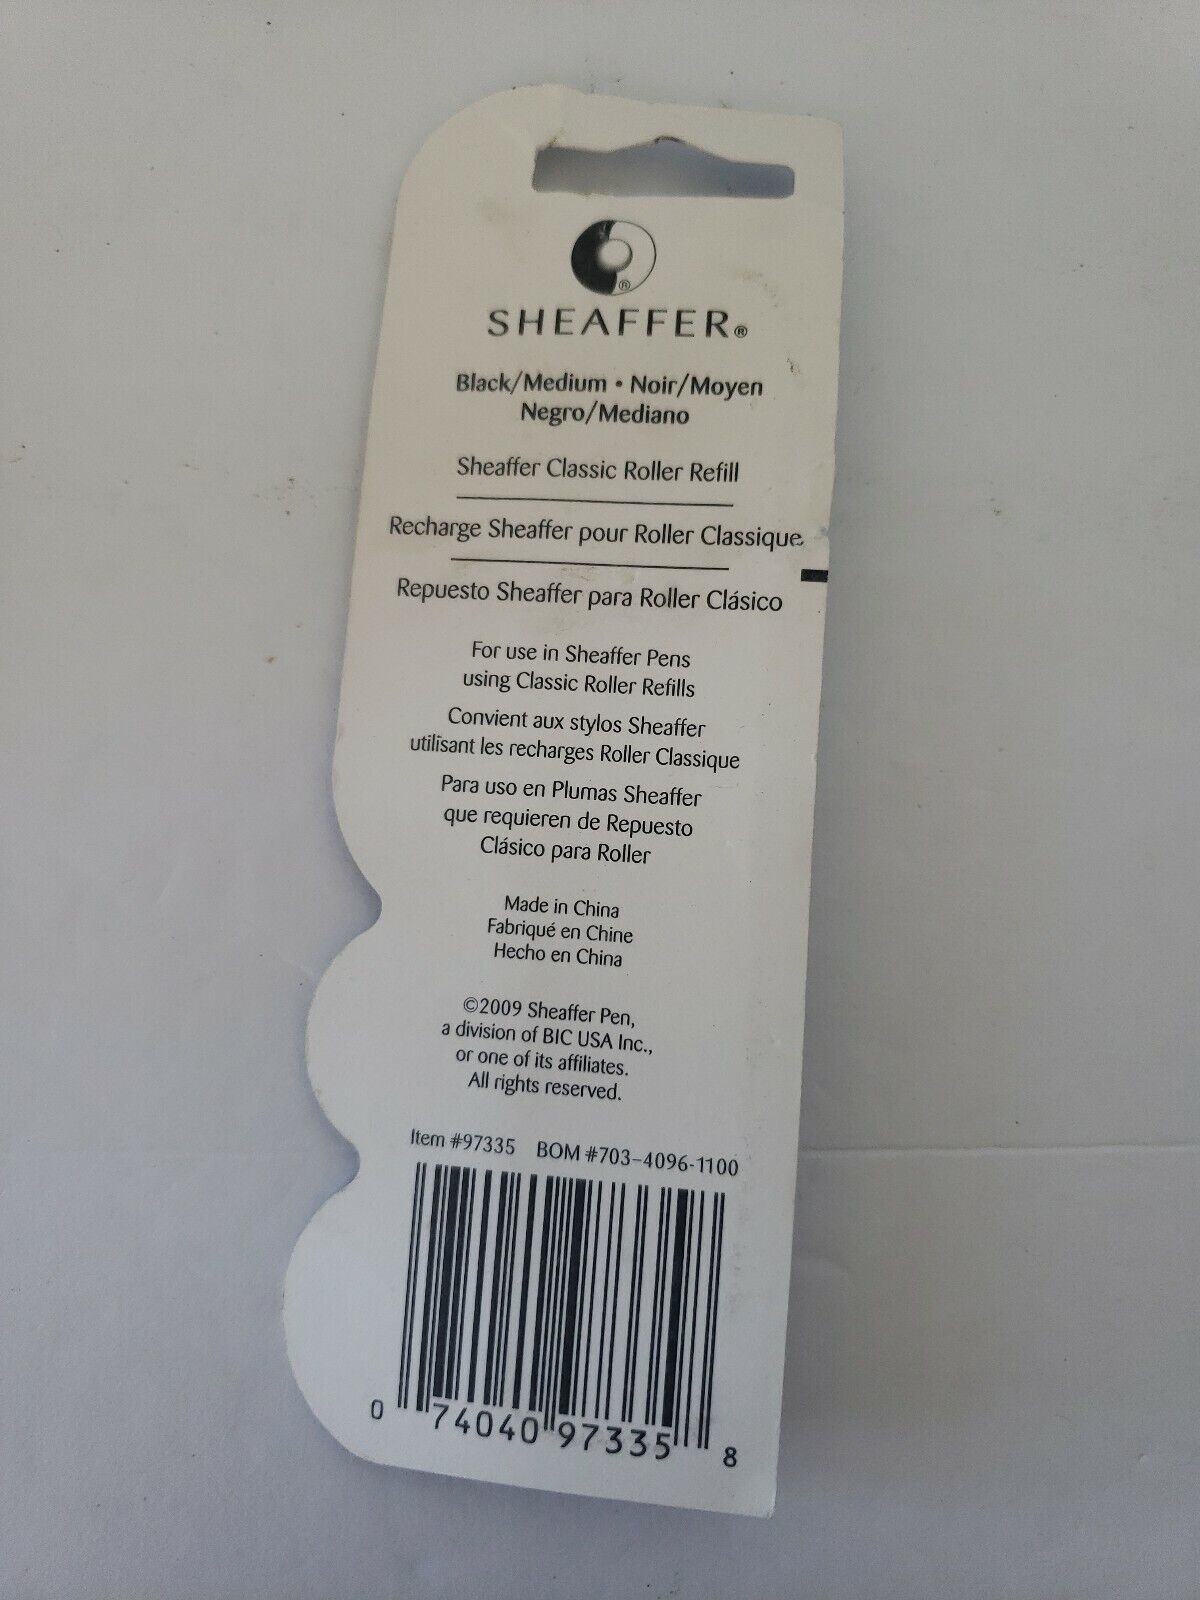 ®
SHEAFFER®
Black/Medium • Noir/Moyen
Negro/Mediano
Sheaffer Classic Roller Refill
Recharge Sheaffer pour Roller Classique
Repuesto Sheaffer para Roller Clásico
For use in Sheaffer Pens
using Classic Roller Refills
Convient aux stylos Sheaffer
utilisant les recharges Roller Classique
Para uso en Plumas Sheaffer
que requieren de Repuesto
Clásico para Roller
Made in China
Fabriqué en Chine
Hecho en China
©2009 Sheaffer Pen,
a division of BIC USA Inc.,
or one of its affiliates.
All rights reserved.
Item #97335 BOM #703-4096-1100
0 74040 97335 8